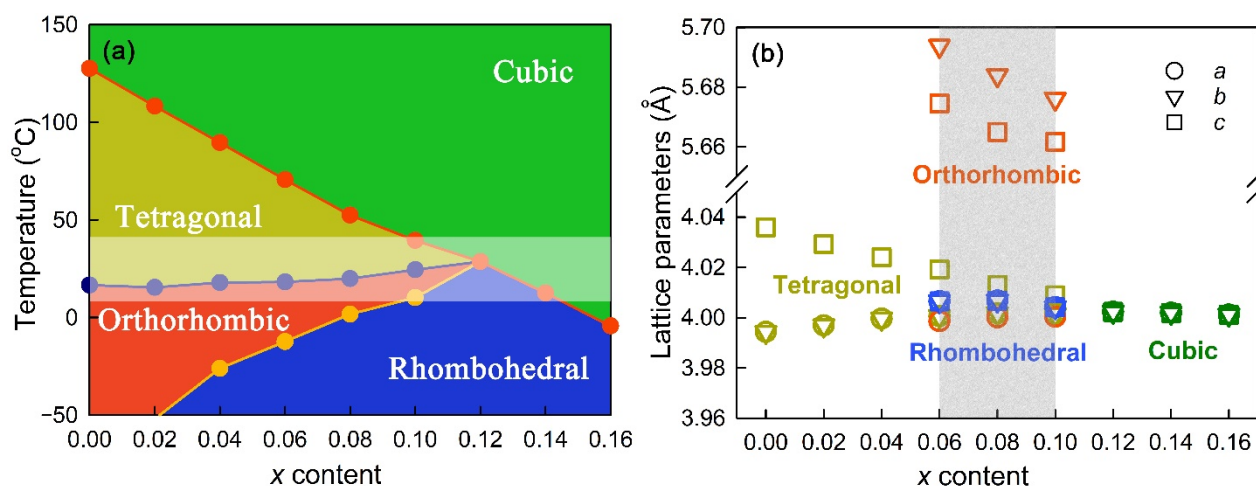 (a)
150
100
50
0
−50
Temperature (°C)
Cubic
Tetragonal
Orthorhombic
Rhombohedral
0.00 0.02 0.04 0.06 0.08 0.10 0.12 0.14 0.16
x content
(b)
5.70
5.68
5.66
4.04
4.02
4.00
3.98
3.96
Lattice parameters (Å)
a
b
c
Orthorhombic
Tetragonal
Rhombohedral
Cubic
0.00 0.02 0.04 0.06 0.08 0.10 0.12 0.14 0.16
x content